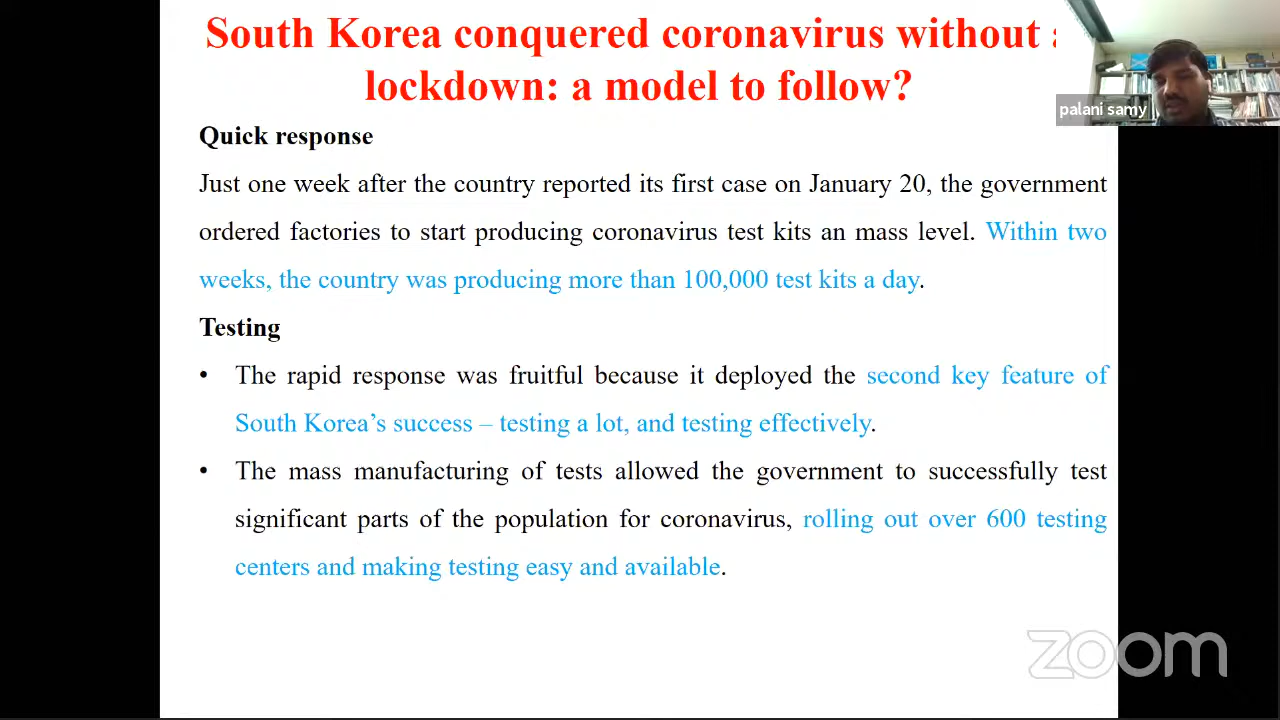 South Korea conquered coronavirus without
lockdown: a model to follow?
palani samy
Quick response
Just one week after the country reported its first case on January 20, the government
ordered factories to start producing coronavirus test kits an mass level. Within two
weeks, the country was producing more than 100,000 test kits a day.
Testing
• The rapid response was fruitful because it deployed the second key feature of
South Korea’s success – testing a lot, and testing effectively.
• The mass manufacturing of tests allowed the government to successfully test
significant parts of the population for coronavirus, rolling out over 600 testing
centers and making testing easy and available.
zoom